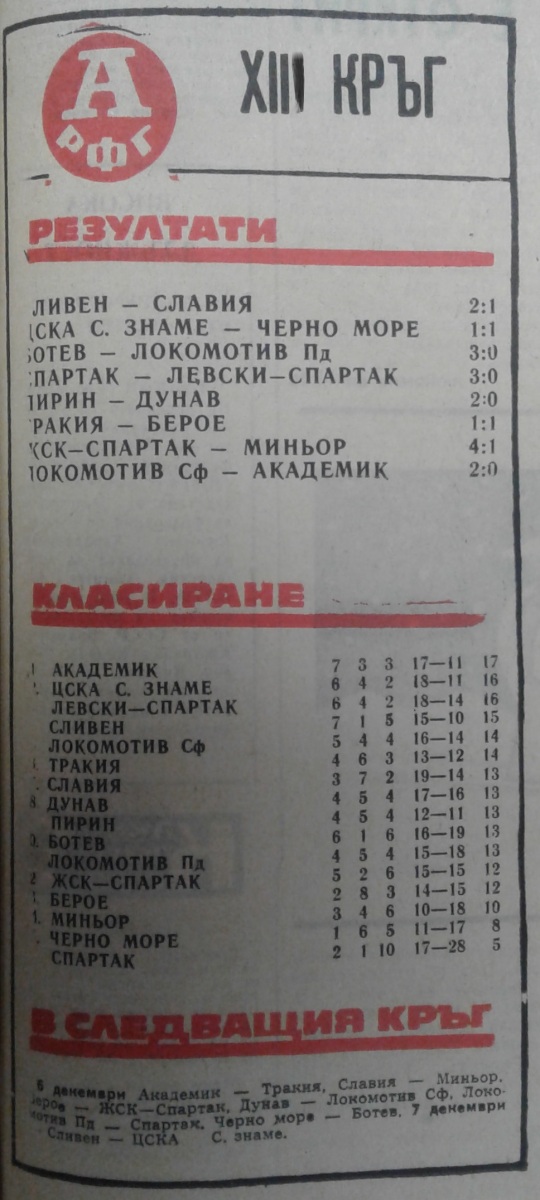 А
РФГ
XIII КРЪГ
РЕЗУЛТАТИ
СЛИВЕН — СЛАВИЯ 2:1
ЦСКА С. ЗНАМЕ — ЧЕРНО МОРЕ 1:1
БОТЕВ — ЛОКОМОТИВ Пд 3:0
СПАРТАК — ЛЕВСКИ—СПАРТАК 3:0
ПИРИН — ДУНАВ 2:0
ТРАКИЯ — БЕРОЕ 1:1
ЖСК—СПАРТАК — МИНЬОР 4:1
ЛОКОМОТИВ Сф — АКАДЕМИК 2:0
КЛАСИРАНЕ
АКАДЕМИК 7 3 3 17—11 17
ЦСКА С. ЗНАМЕ 6 4 2 18—11 16
ЛЕВСКИ—СПАРТАК 6 4 2 18—14 16
СЛИВЕН 7 1 5 15—10 15
ЛОКОМОТИВ Сф 5 4 4 16—14 14
ТРАКИЯ 4 6 3 13—12 14
СЛАВИЯ 3 7 2 19—14 13
8. ДУНАВ 4 5 4 17—16 13
ПИРИН 4 5 4 12—11 13
0. БОТЕВ 6 1 6 16—19 13
ЛОКОМОТИВ Пд 4 5 4 15—18 13
2. ЖСК—СПАРТАК 5 2 6 15—15 12
БЕРОЕ 2 8 3 14—15 12
МИНЬОР 3 4 6 10—18 10
ЧЕРНО МОРЕ 1 6 5 11—17 8
СПАРТАК 2 1 10 17—28 5
В СЛЕДВАЩИЯ КРЪГ
6 декември Академик — Тракия, Славия — Миньор,
Берое — ЖСК—Спартак, Дунав — Локомотив Сф, Локо-
мотив Пд — Спартак, Черно море — Ботев, 7 декември
— Сливен — ЦСКА С. знаме.